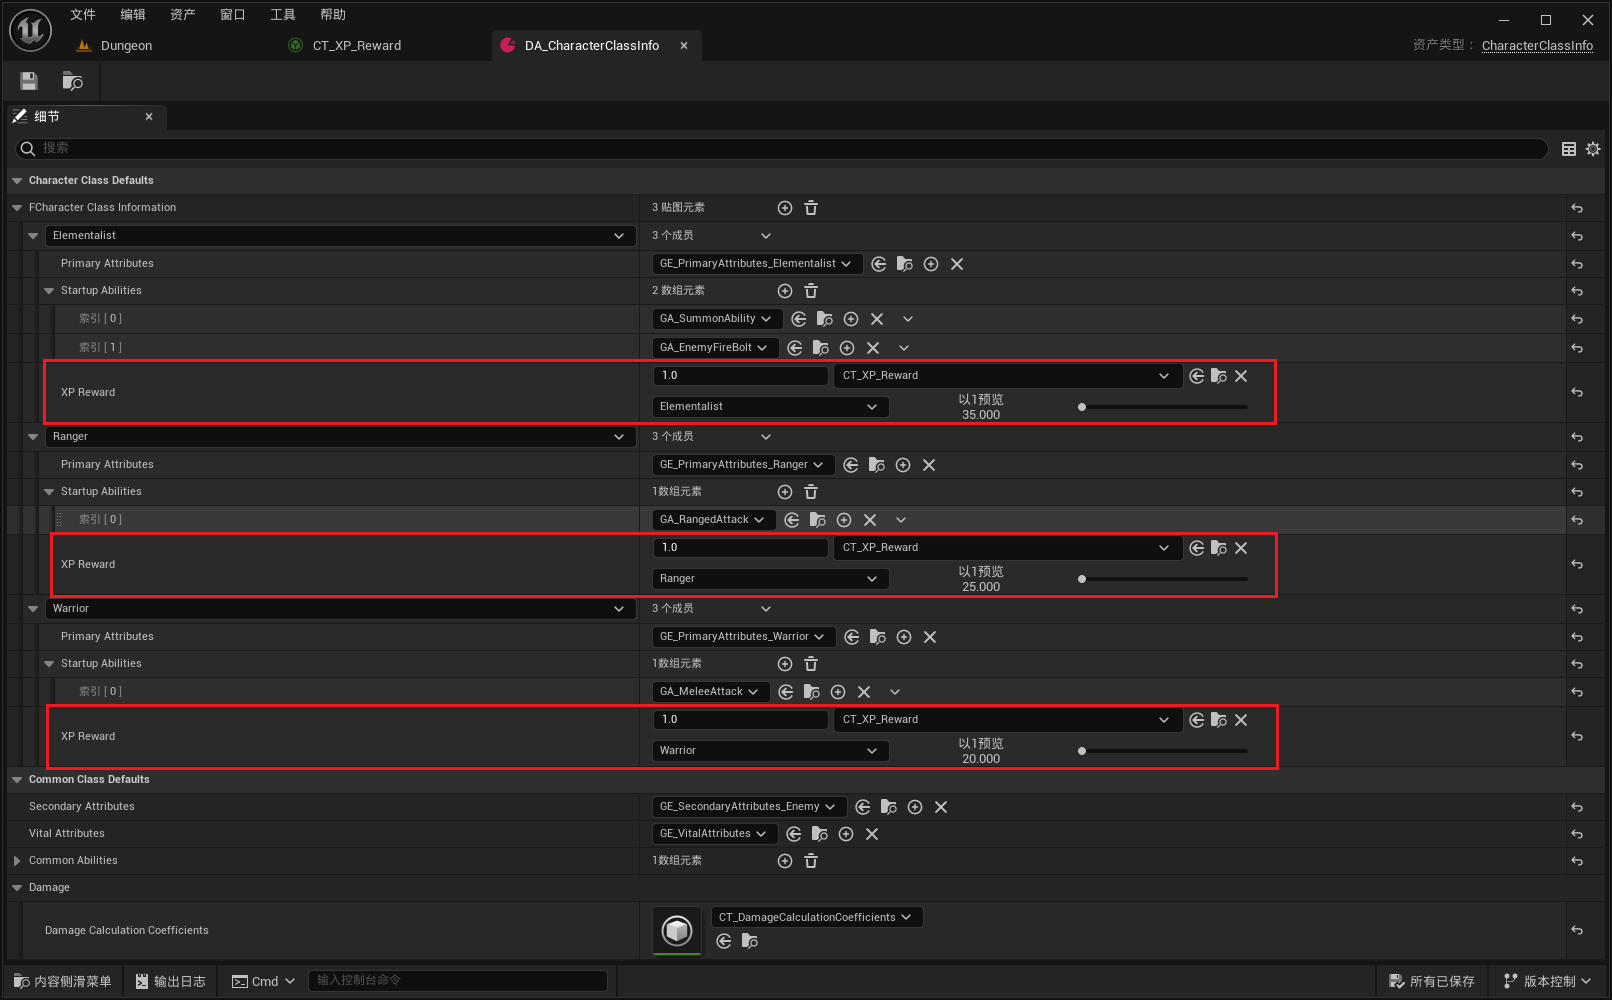 文件 编辑 资产 窗口 工具 帮助
Dungeon CT_XP_Reward DA_CharacterClassInfo 资产类型： CharacterClassInfo
细节
搜索
Character Class Defaults
FCharacter Class Information 3 贴图元素
Elementalist 3 个成员
Primary Attributes GE_PrimaryAttributes_Elementalist
Startup Abilities 2 数组元素
索引 [ 0 ] GA_SummonAbility
索引 [ 1 ] GA_EnemyFireBolt
1.0 CT_XP_Reward
XP Reward
Elementalist 以1预览
35.000
Ranger 3 个成员
Primary Attributes GE_PrimaryAttributes_Ranger
Startup Abilities 1数组元素
索引 [ 0 ] GA_RangedAttack
1.0 CT_XP_Reward
XP Reward
Ranger 以1预览
25.000
Warrior 3 个成员
Primary Attributes GE_PrimaryAttributes_Warrior
Startup Abilities 1数组元素
索引 [ 0 ] GA_MeleeAttack
1.0 CT_XP_Reward
XP Reward
Warrior 以1预览
20.000
Common Class Defaults
Secondary Attributes GE_SecondaryAttributes_Enemy
Vital Attributes GE_VitalAttributes
Common Abilities 1数组元素
Damage
CT_DamageCalculationCoefficients
Damage Calculation Coefficients
内容侧滑菜单 输出日志 Cmd 输入控制台命令 所有已保存 版本控制